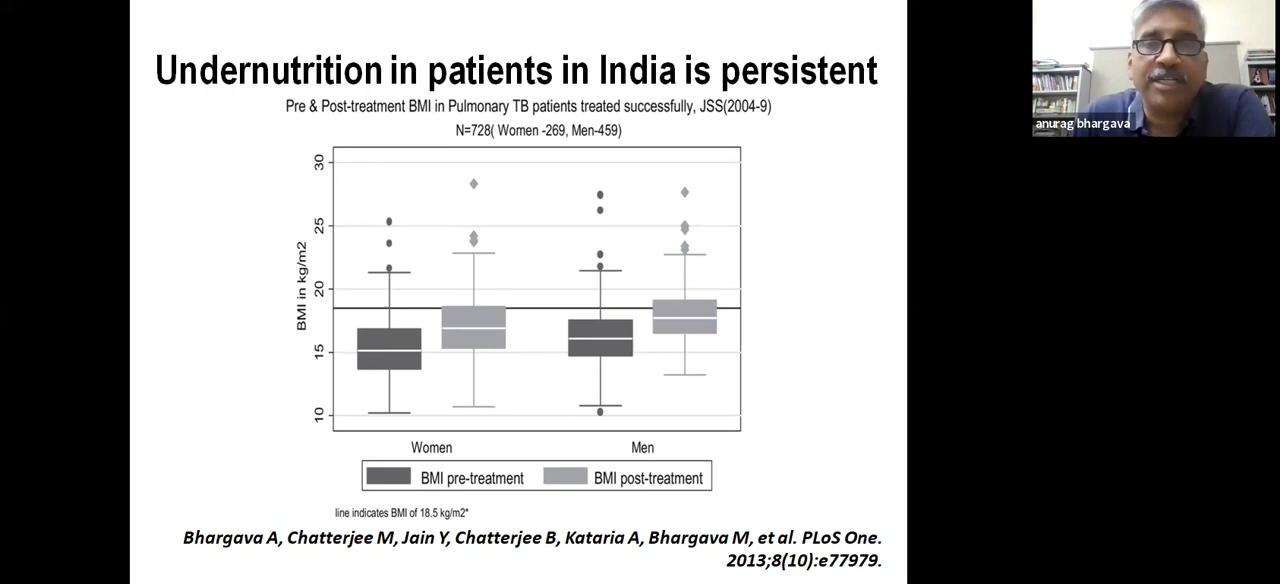 Undernutrition in patients in India is persistent
Pre & Post-treatment BMI in Pulmonary TB patients treated successfully, JSS(2004-9)
N=728( Women -269, Men-459)
30
25
20
15
10
BMI in kg/m2
Women Men
BMI pre-treatment BMI post-treatment
line indicates BMI of 18.5 kg/m2*
Bhargava A, Chatterjee M, Jain Y, Chatterjee B, Kataria A, Bhargava M, et al. PLoS One.
2013;8(10):e77979.
anurag bhargava